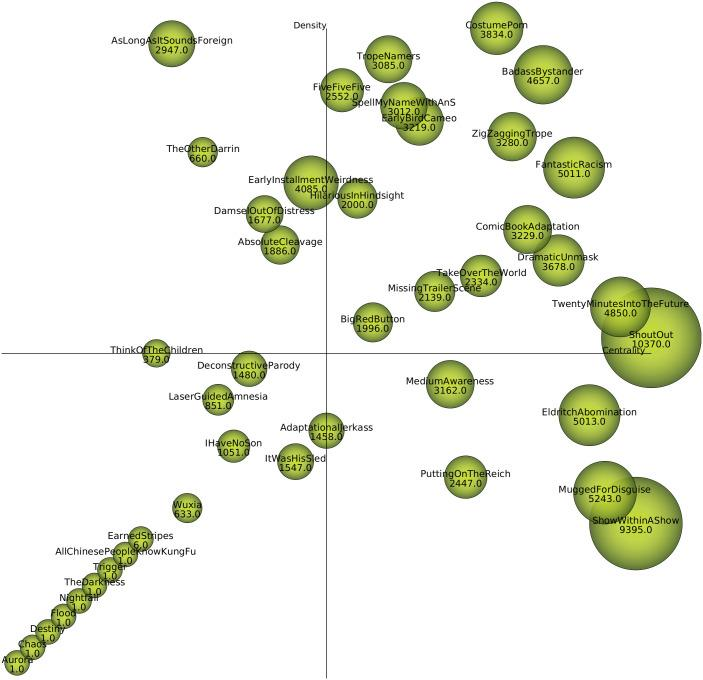 Density
CostumePorn
3834.0
AsLongAsItSoundsForeign
2947.0
TropeNamers
3085.0
BadassBystander
4657.0
FiveFiveFive
2552.0
SpellMyNameWithAnS
3012.0
EarlyBirdCameo
3219.0
ZigZaggingTrope
3280.0
TheOtherDarrin
660.0
FantasticRacism
5011.0
EarlyInstallmentWeirdness
4085.0
HilariousInHindsight
2000.0
DamselOutOfDistress
1677.0
ComicBookAdaptation
3229.0
AbsoluteCleavage
1886.0
DramaticUnmask
3678.0
TakeOverTheWorld
2334.0
MissingTrailerScene
2139.0
TwentyMinutesIntoTheFuture
4850.0
BigRedButton
1996.0
ShoutOut
10370.0
Centrality
ThinkOfTheChildren
379.0
DeconstructiveParody
1480.0
MediumAwareness
3162.0
LaserGuidedAmnesia
851.0
EldritchAbomination
5013.0
AdaptationalJerkass
1458.0
IHaveNoSon
1051.0
ItWasHisSled
1547.0
PuttingOnTheReich
2447.0
MuggedForDisguise
5243.0
Wuxia
633.0
ShowWithinAShow
9395.0
EarnedStripes
6.0
AllChinesePeopleKnowKungFu
1.0
Trigger
1.0
TheDarkness
1.0
Nightfall
1.0
Flood
1.0
Destiny
1.0
Chaos
1.0
Aurora
1.0